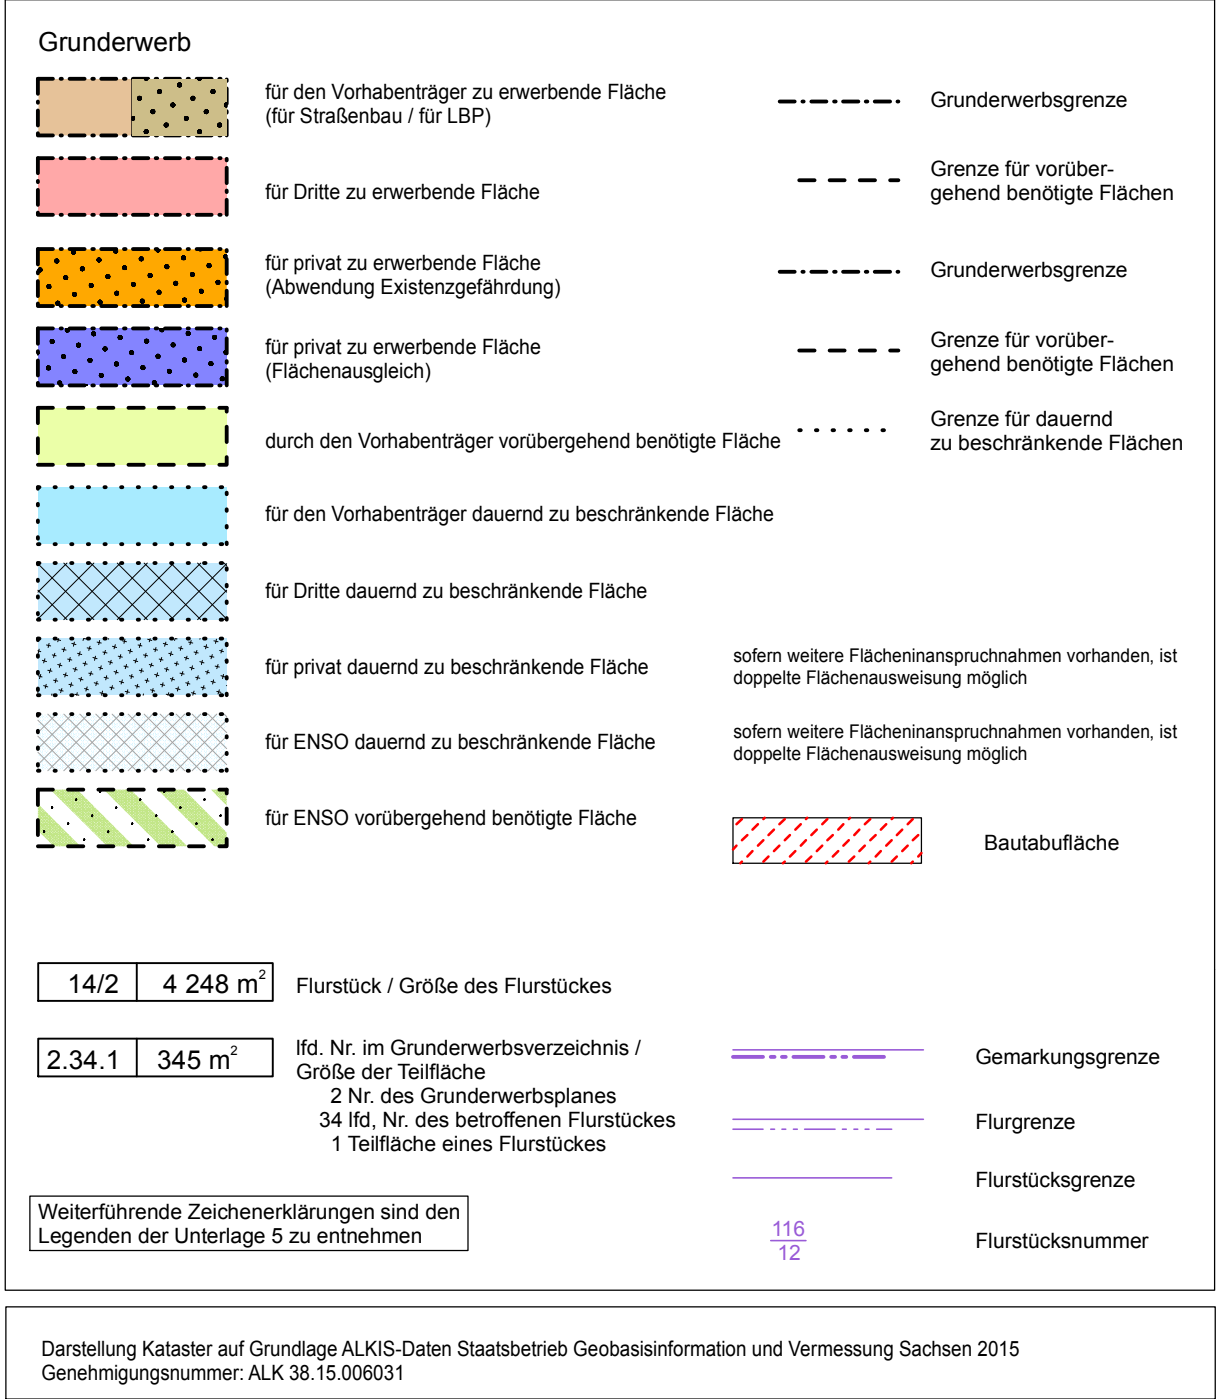 Grunderwerb
für den Vorhabenträger zu erwerbende Fläche
(für Straßenbau / für LBP)
Grunderwerbsgrenze
für Dritte zu erwerbende Fläche
Grenze für vorüber-
gehend benötigte Flächen
für privat zu erwerbende Fläche
(Abwendung Existenzgefährdung)
Grunderwerbsgrenze
für privat zu erwerbende Fläche
(Flächenausgleich)
Grenze für vorüber-
gehend benötigte Flächen
durch den Vorhabenträger vorübergehend benötigte Fläche
Grenze für dauernd
zu beschränkende Flächen
für den Vorhabenträger dauernd zu beschränkende Fläche
für Dritte dauernd zu beschränkende Fläche
für privat dauernd zu beschränkende Fläche
sofern weitere Flächeninanspruchnahmen vorhanden, ist
doppelte Flächenausweisung möglich
für ENSO dauernd zu beschränkende Fläche
sofern weitere Flächeninanspruchnahmen vorhanden, ist
doppelte Flächenausweisung möglich
für ENSO vorübergehend benötigte Fläche
Bautabufläche
14/2 4 248 m²
Flurstück / Größe des Flurstückes
2.34.1 345 m²
lfd. Nr. im Grunderwerbsverzeichnis /
Größe der Teilfläche
2 Nr. des Grunderwerbsplanes
34 lfd, Nr. des betroffenen Flurstückes
1 Teilfläche eines Flurstückes
Gemarkungsgrenze
Flurgrenze
Flurstücksgrenze
116
12
Flurstücksnummer
Weiterführende Zeichenerklärungen sind den
Legenden der Unterlage 5 zu entnehmen
Darstellung Kataster auf Grundlage ALKIS-Daten Staatsbetrieb Geobasisinformation und Vermessung Sachsen 2015
Genehmigungsnummer: ALK 38.15.006031